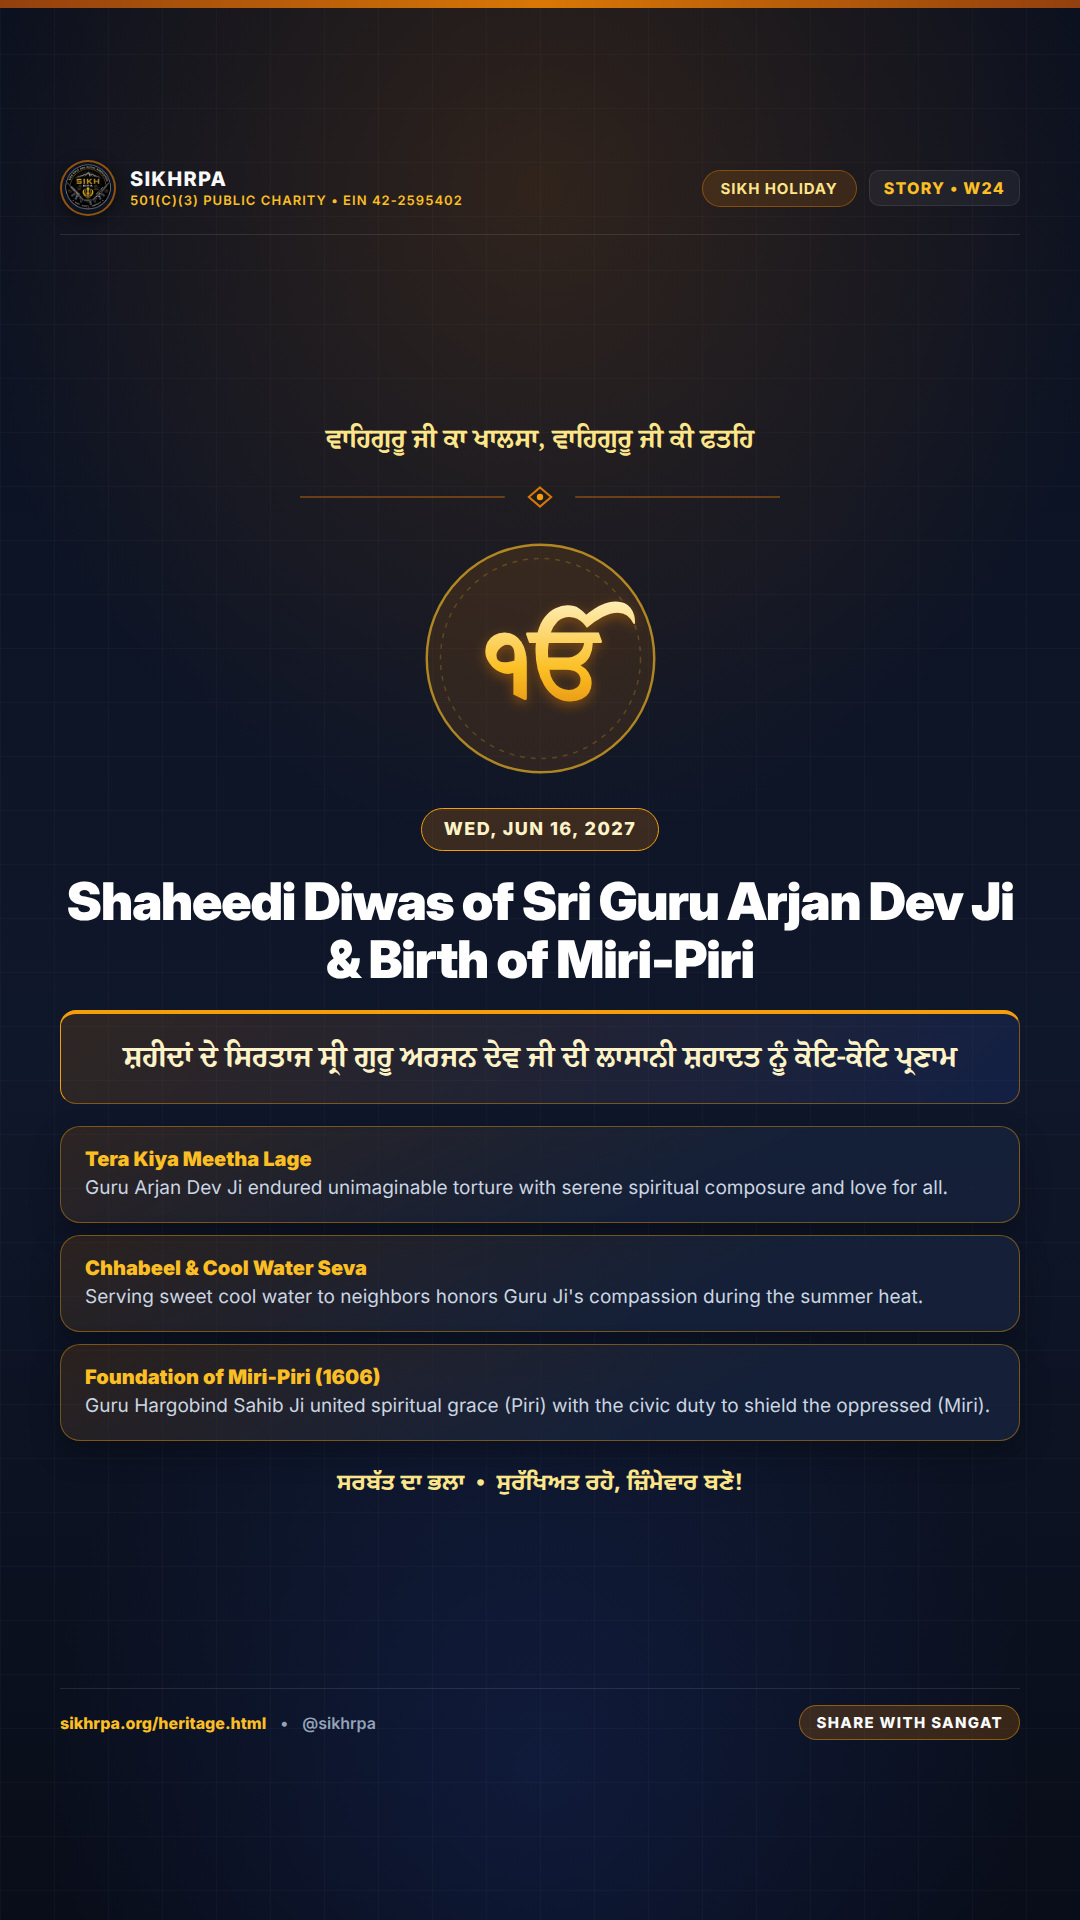 SIKHRPA
501(C)(3) PUBLIC CHARITY • EIN 42-2595402
SIKH HOLIDAY
STORY • W24
ਵਾਹਿਗੁਰੂ ਜੀ ਕਾ ਖਾਲਸਾ, ਵਾਹਿਗੁਰੂ ਜੀ ਕੀ ਫਤਹਿ
ੴ
WED, JUN 16, 2027
Shaheedi Diwas of Sri Guru Arjan Dev Ji
& Birth of Miri-Piri
ਸ਼ਹੀਦਾਂ ਦੇ ਸਿਰਤਾਜ ਸ੍ਰੀ ਗੁਰੂ ਅਰਜਨ ਦੇਵ ਜੀ ਦੀ ਲਾਸਾਨੀ ਸ਼ਹਾਦਤ ਨੂੰ ਕੋਟਿ-ਕੋਟਿ ਪ੍ਰਣਾਮ
Tera Kiya Meetha Lage
Guru Arjan Dev Ji endured unimaginable torture with serene spiritual composure and love for all.
Chhabeel & Cool Water Seva
Serving sweet cool water to neighbors honors Guru Ji's compassion during the summer heat.
Foundation of Miri-Piri (1606)
Guru Hargobind Sahib Ji united spiritual grace (Piri) with the civic duty to shield the oppressed (Miri).
ਸਰਬੱਤ ਦਾ ਭਲਾ • ਸੁਰੱਖਿਅਤ ਰਹੋ, ਜ਼ਿੰਮੇਵਾਰ ਬਣੋ!
sikhrpa.org/heritage.html • @sikhrpa
SHARE WITH SANGAT